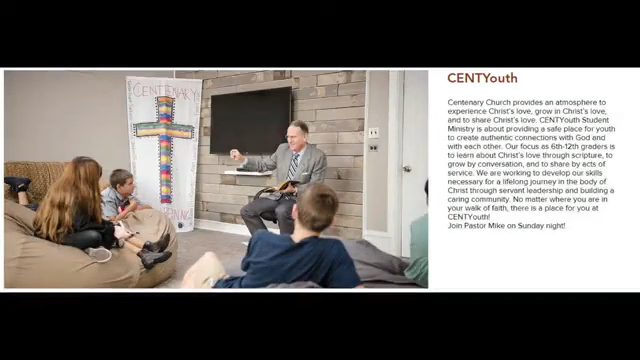 CENTENARY
CENTYouth
Centenary Church provides an atmosphere to
experience Christ's love, grow in Christ's love,
and to share Christ's love. CENTYouth Student
Ministry is about providing a safe place for youth
to create authentic connections with God and
with each other. Our focus as 6th-12th graders is
to learn about Christ's love through scripture, to
grow by conversation, and to share by acts of
service. We are working to develop our skills
necessary for a lifelong journey in the body of
Christ through servant leadership and building a
caring community. No matter where you are in
your walk of faith, there is a place for you at
CENTYouth!
Join Pastor Mike on Sunday night!